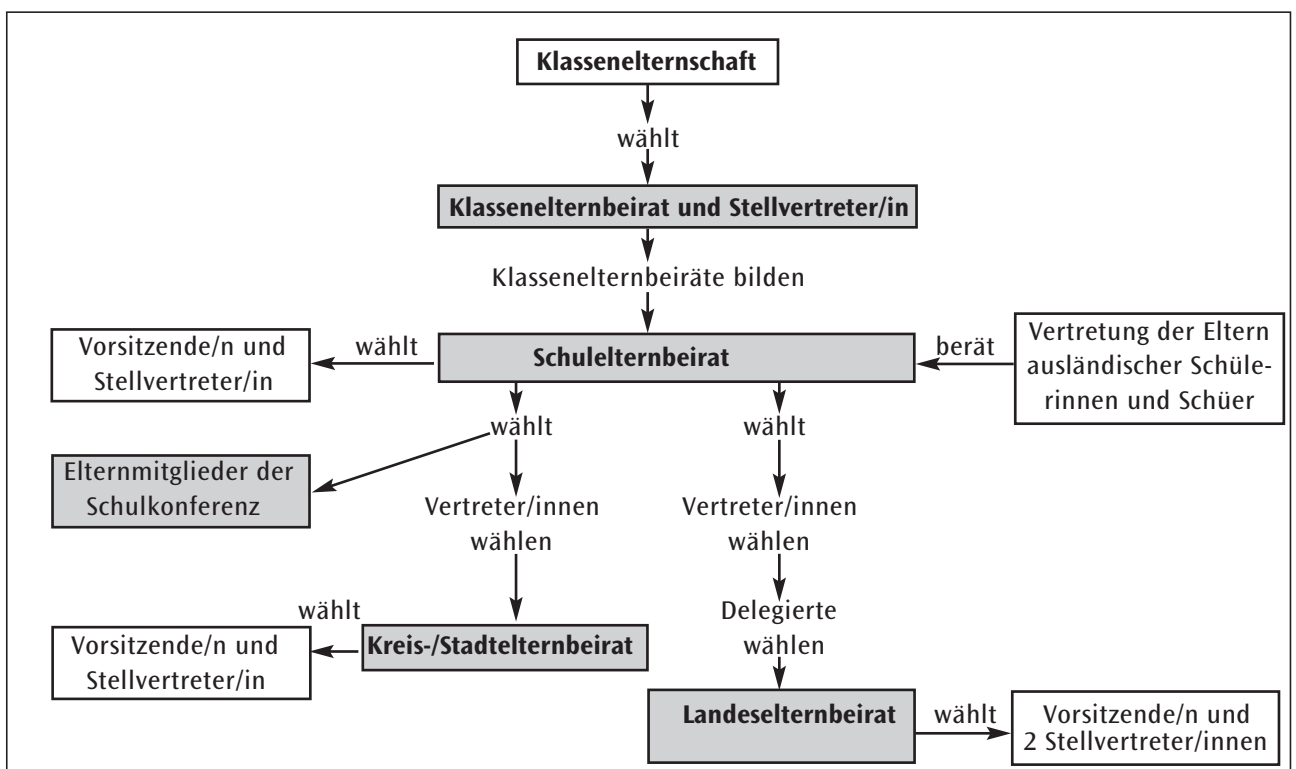 Klassenelternschaft
wählt
Klassenelternbeirat und Stellvertreter/in
Klassenelternbeiräte bilden
Vorsitzende/n und
Stellvertreter/in
wählt
Schulelternbeirat
berät
Vertretung der Eltern
ausländischer Schüle-
rinnen und Schüer
wählt
wählt
Elternmitglieder der
Schulkonferenz
Vertreter/innen
wählen
Vertreter/innen
wählen
Delegierte
wählen
wählt
Vorsitzende/n und
Stellvertreter/in
Kreis-/Stadtelternbeirat
Landeselternbeirat
wählt
Vorsitzende/n und
2 Stellvertreter/innen